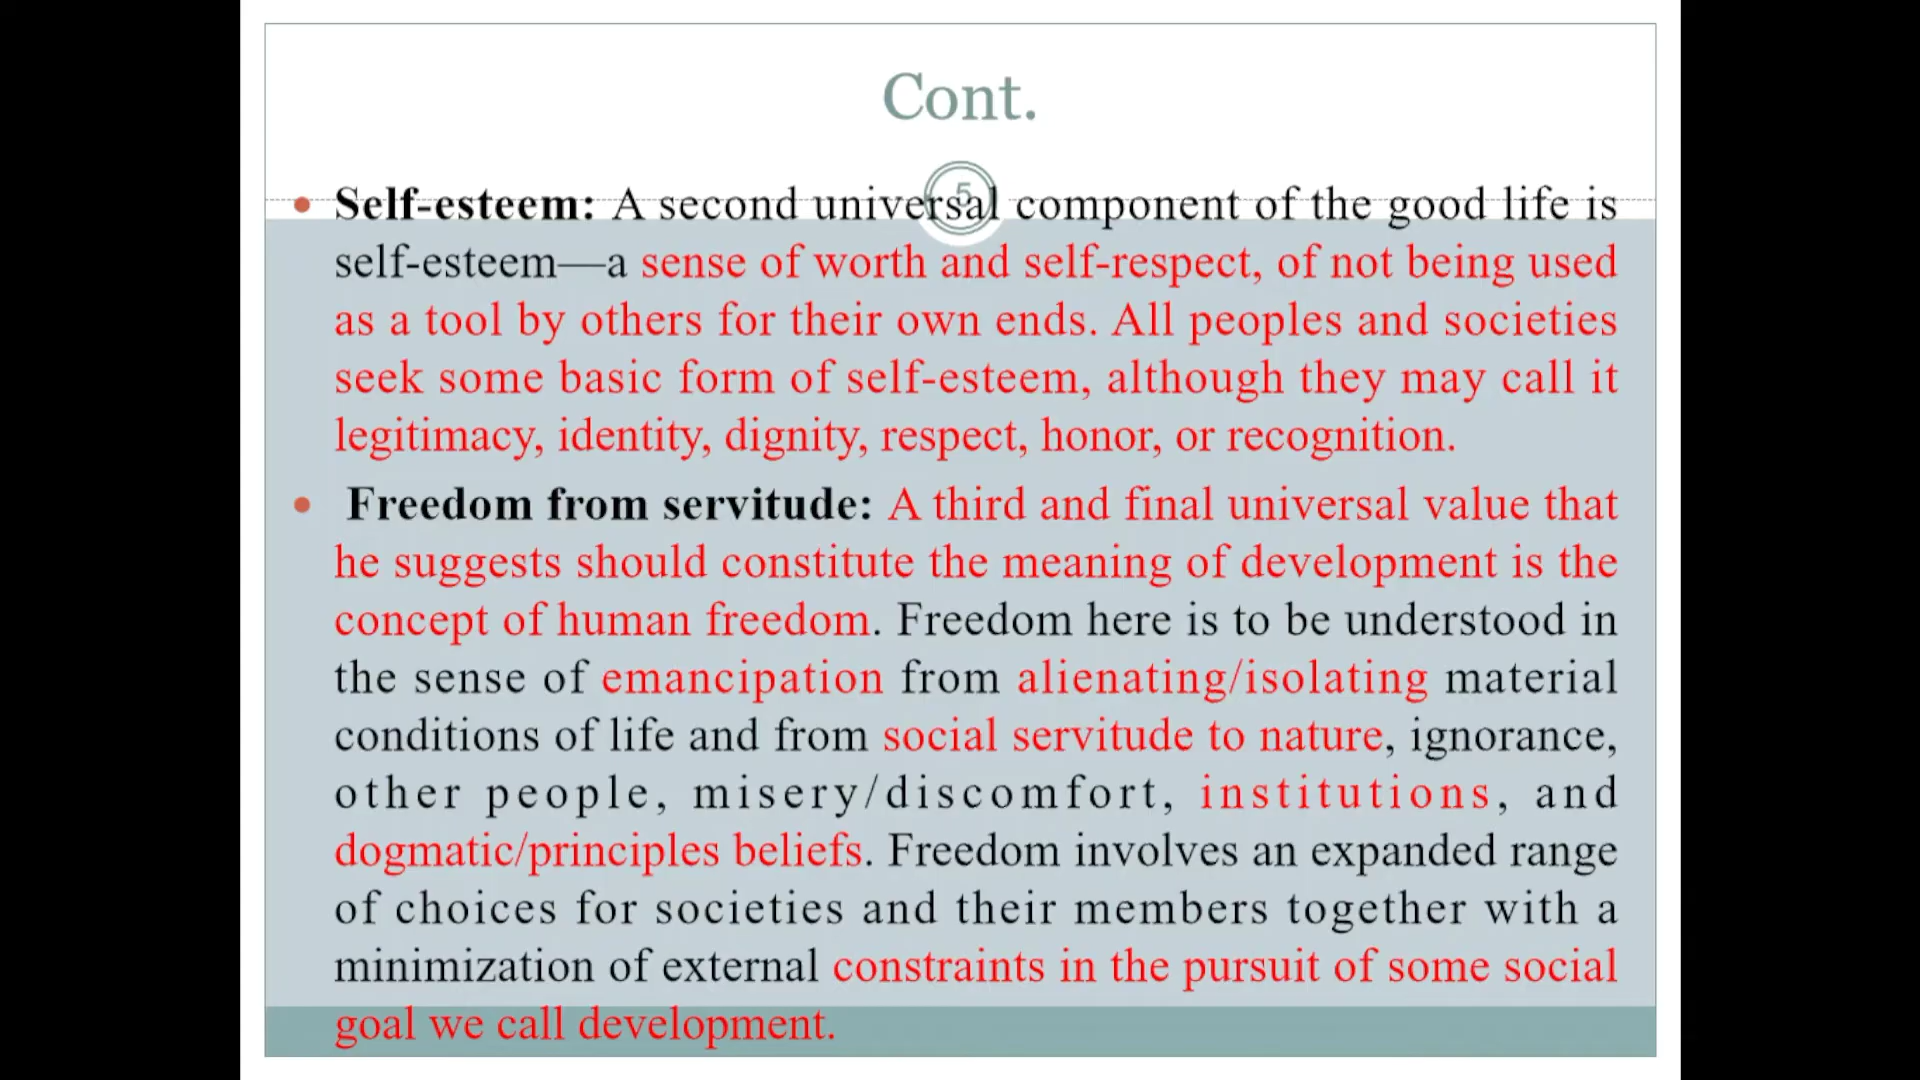 Cont.
5
Self-esteem: A second universal component of the good life is
self-esteem—a sense of worth and self-respect, of not being used
as a tool by others for their own ends. All peoples and societies
seek some basic form of self-esteem, although they may call it
legitimacy, identity, dignity, respect, honor, or recognition.
Freedom from servitude: A third and final universal value that
he suggests should constitute the meaning of development is the
concept of human freedom. Freedom here is to be understood in
the sense of emancipation from alienating/isolating material
conditions of life and from social servitude to nature, ignorance,
other people, misery/discomfort, institutions, and
dogmatic/principles beliefs. Freedom involves an expanded range
of choices for societies and their members together with a
minimization of external constraints in the pursuit of some social
goal we call development.